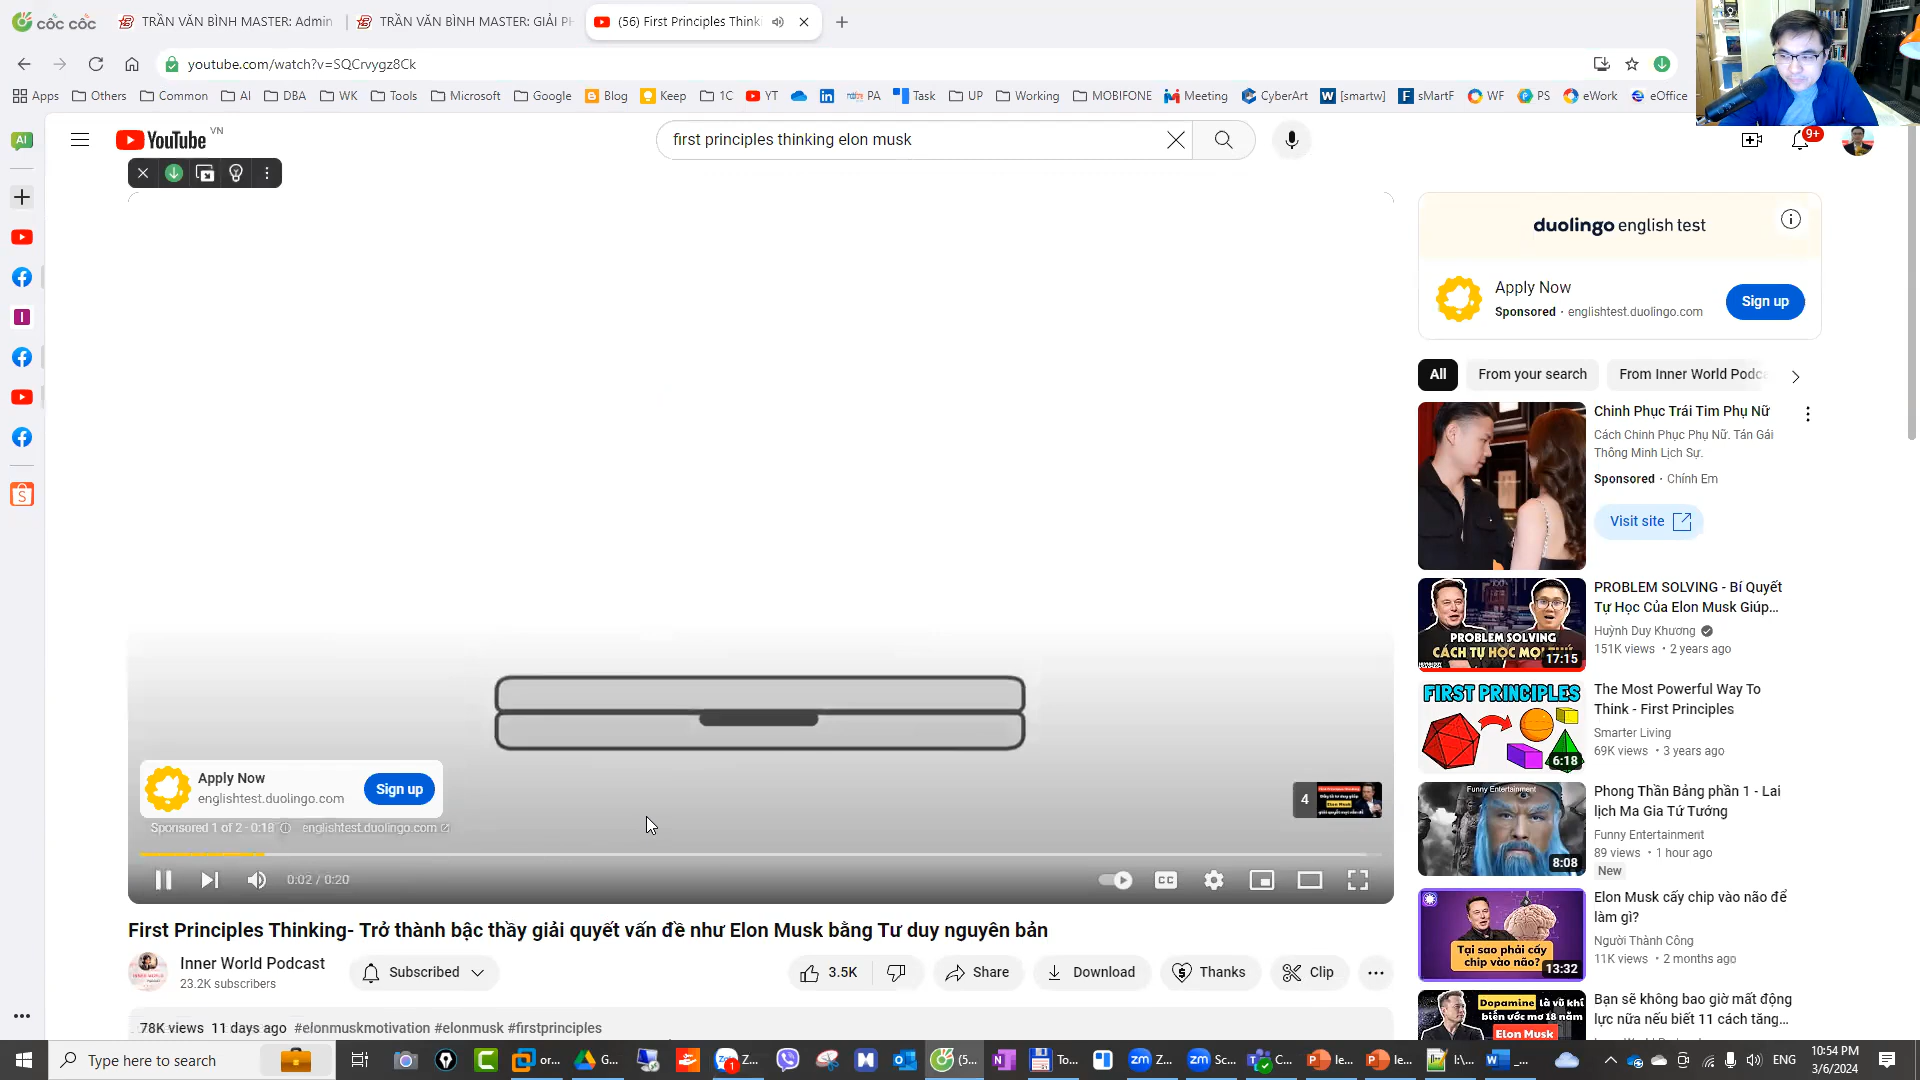 cốc cốc
TRẦN VĂN BÌNH MASTER: Admin
TRẦN VĂN BÌNH MASTER: GIẢI PH
(56) First Principles Think
youtube.com/watch?v=SQCrvygz8Ck
Apps
Others
Common
AI
DBA
WK
Tools
Microsoft
Google
Blog
Keep
1C
YT
PA
Task
UP
Working
MOBIFONE
Meeting
CyberArt
[smartw]
sMartF
WF
PS
eWork
eOffice
AI
YouTube VN
first principles thinking elon musk
9+
duolingo english test
Apply Now
Sponsored · englishtest.duolingo.com
Sign up
All
From your search
From Inner World Podca
Chinh Phục Trái Tim Phụ Nữ
Cách Chinh Phục Phụ Nữ. Tán Gái
Thông Minh Lịch Sự.
Sponsored · Chính Em
Visit site
PROBLEM SOLVING
17:15
PROBLEM SOLVING - Bí Quyết
Tự Học Của Elon Musk Giúp...
Huỳnh Duy Khương
151K views • 2 years ago
FIRST PRINCIPLES
6:18
The Most Powerful Way To
Think - First Principles
Smarter Living
69K views • 3 years ago
Funny Entertainment
8:08
Phong Thần Bảng phần 1 - Lai
lịch Ma Gia Tứ Tướng
Funny Entertainment
89 views • 1 hour ago
New
Tại sao phải cấy
chip vào não?
13:32
Elon Musk cấy chip vào não để
làm gì?
Người Thành Công
11K views • 2 months ago
Dopamine là vũ khí
biến ước mơ 18 năm
Elon Musk
Bạn sẽ không bao giờ mất động
lực nữa nếu biết 11 cách tăng...
Apply Now
englishtest.duolingo.com
Sign up
Sponsored 1 of 2 · 0:18
englishtest.duolingo.com
4
0:02 / 0:20
CC
First Principles Thinking- Trở thành bậc thầy giải quyết vấn đề như Elon Musk bằng Tư duy nguyên bản
Inner World Podcast
23.2K subscribers
Subscribed
3.5K
Share
Download
Thanks
Clip
78K views 11 days ago #elonmuskmotivation #elonmusk #firstprinciples
Type here to search
or...
G...
Z...
(5...
To...
Z...
Sc...
C...
le...
le...
I:\...
_...
ENG
10:54 PM
3/6/2024